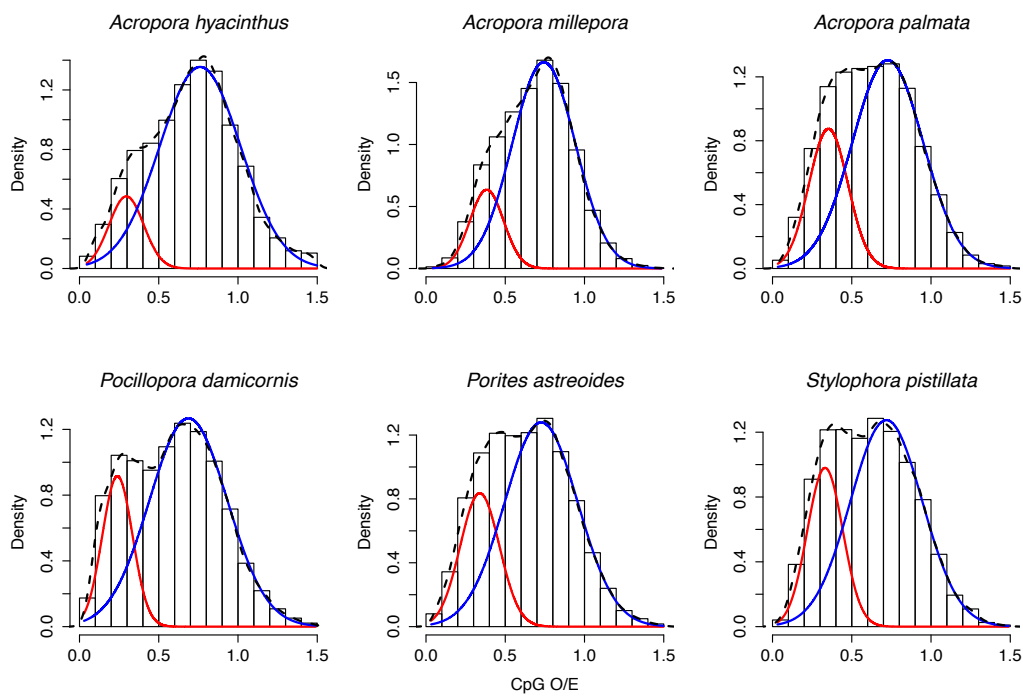 Acropora hyacinthus
Acropora millepora
Acropora palmata
Density
0.0 0.4 0.8 1.2
0.0 0.5 1.0 1.5
Density
0.0 0.5 1.0 1.5
0.0 0.5 1.0 1.5
Density
0.0 0.4 0.8 1.2
0.0 0.5 1.0 1.5
Pocillopora damicornis
Porites astreoides
Stylophora pistillata
Density
0.0 0.4 0.8 1.2
0.0 0.5 1.0 1.5
Density
0.0 0.4 0.8 1.2
0.0 0.5 1.0 1.5
Density
0.0 0.4 0.8 1.2
0.0 0.5 1.0 1.5
CpG O/E